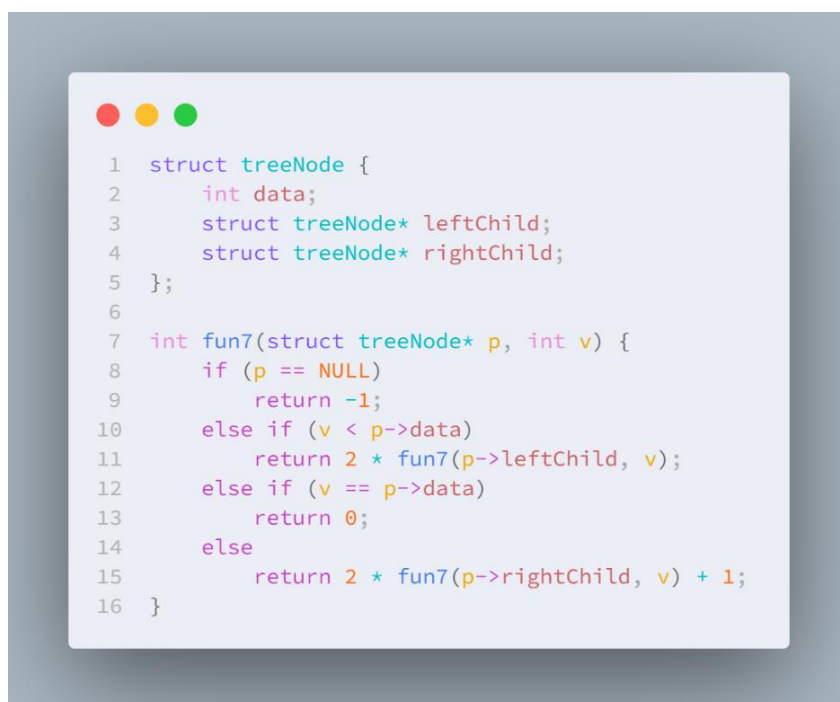 1 struct treeNode {
2     int data;
3     struct treeNode* leftChild;
4     struct treeNode* rightChild;
5 };
6
7 int fun7(struct treeNode* p, int v) {
8     if (p == NULL)
9         return -1;
10     else if (v < p->data)
11         return 2 * fun7(p->leftChild, v);
12     else if (v == p->data)
13         return 0;
14     else
15         return 2 * fun7(p->rightChild, v) + 1;
16 }